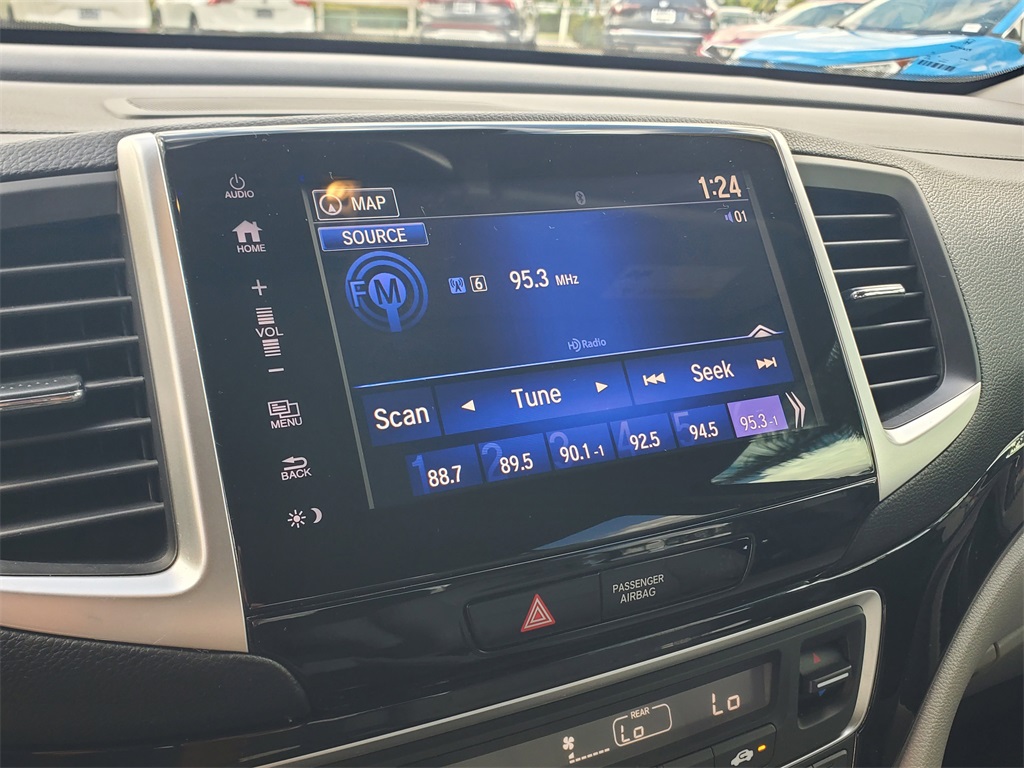 AUDIO
HOME
+
VOL
−
MENU
BACK
MAP
1:24
01
SOURCE
FM
6
95.3 MHz
HD Radio
Scan
Tune
Seek
1 88.7
2 89.5
3 90.1-1
4 92.5
5 94.5
95.3-1
PASSENGER
AIRBAG
REAR
Lo
Lo